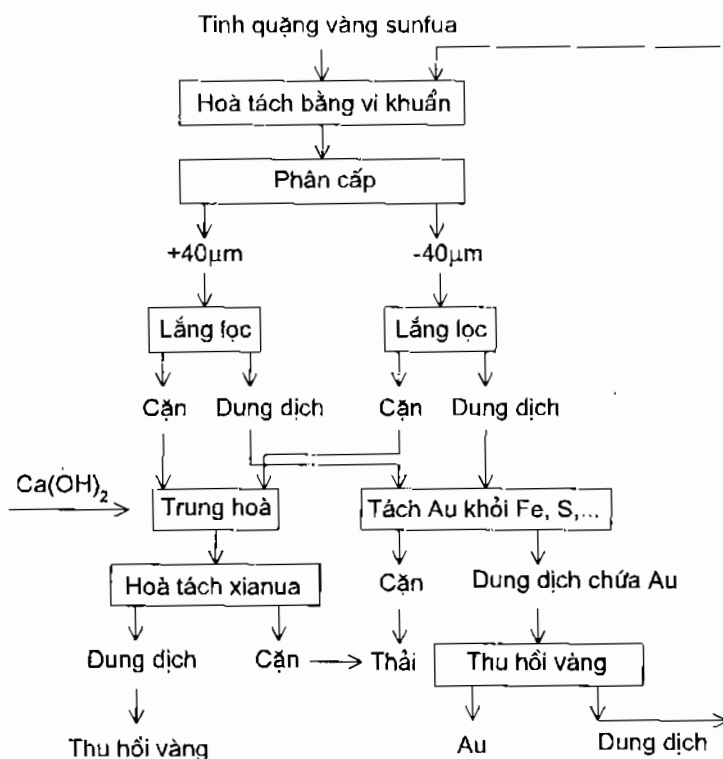 Tinh quặng vàng sunfua
Hoà tách bằng vi khuẩn
Phân cấp
+40μm -40μm
Lắng lọc Lắng lọc
Cặn Dung dịch Cặn Dung dịch
Ca(OH)₂
Trung hoà Tách Au khỏi Fe, S,...
Hoà tách xianua Cặn Dung dịch chứa Au
Dung dịch Cặn Thải Thu hồi vàng
Thu hồi vàng Au Dung dịch